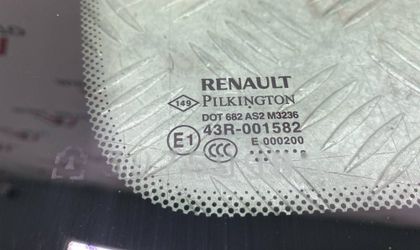 RENAULT
149 PILKINGTON
DOT 682 AS2 M3236
E1 43R-001582
CCC E 000200